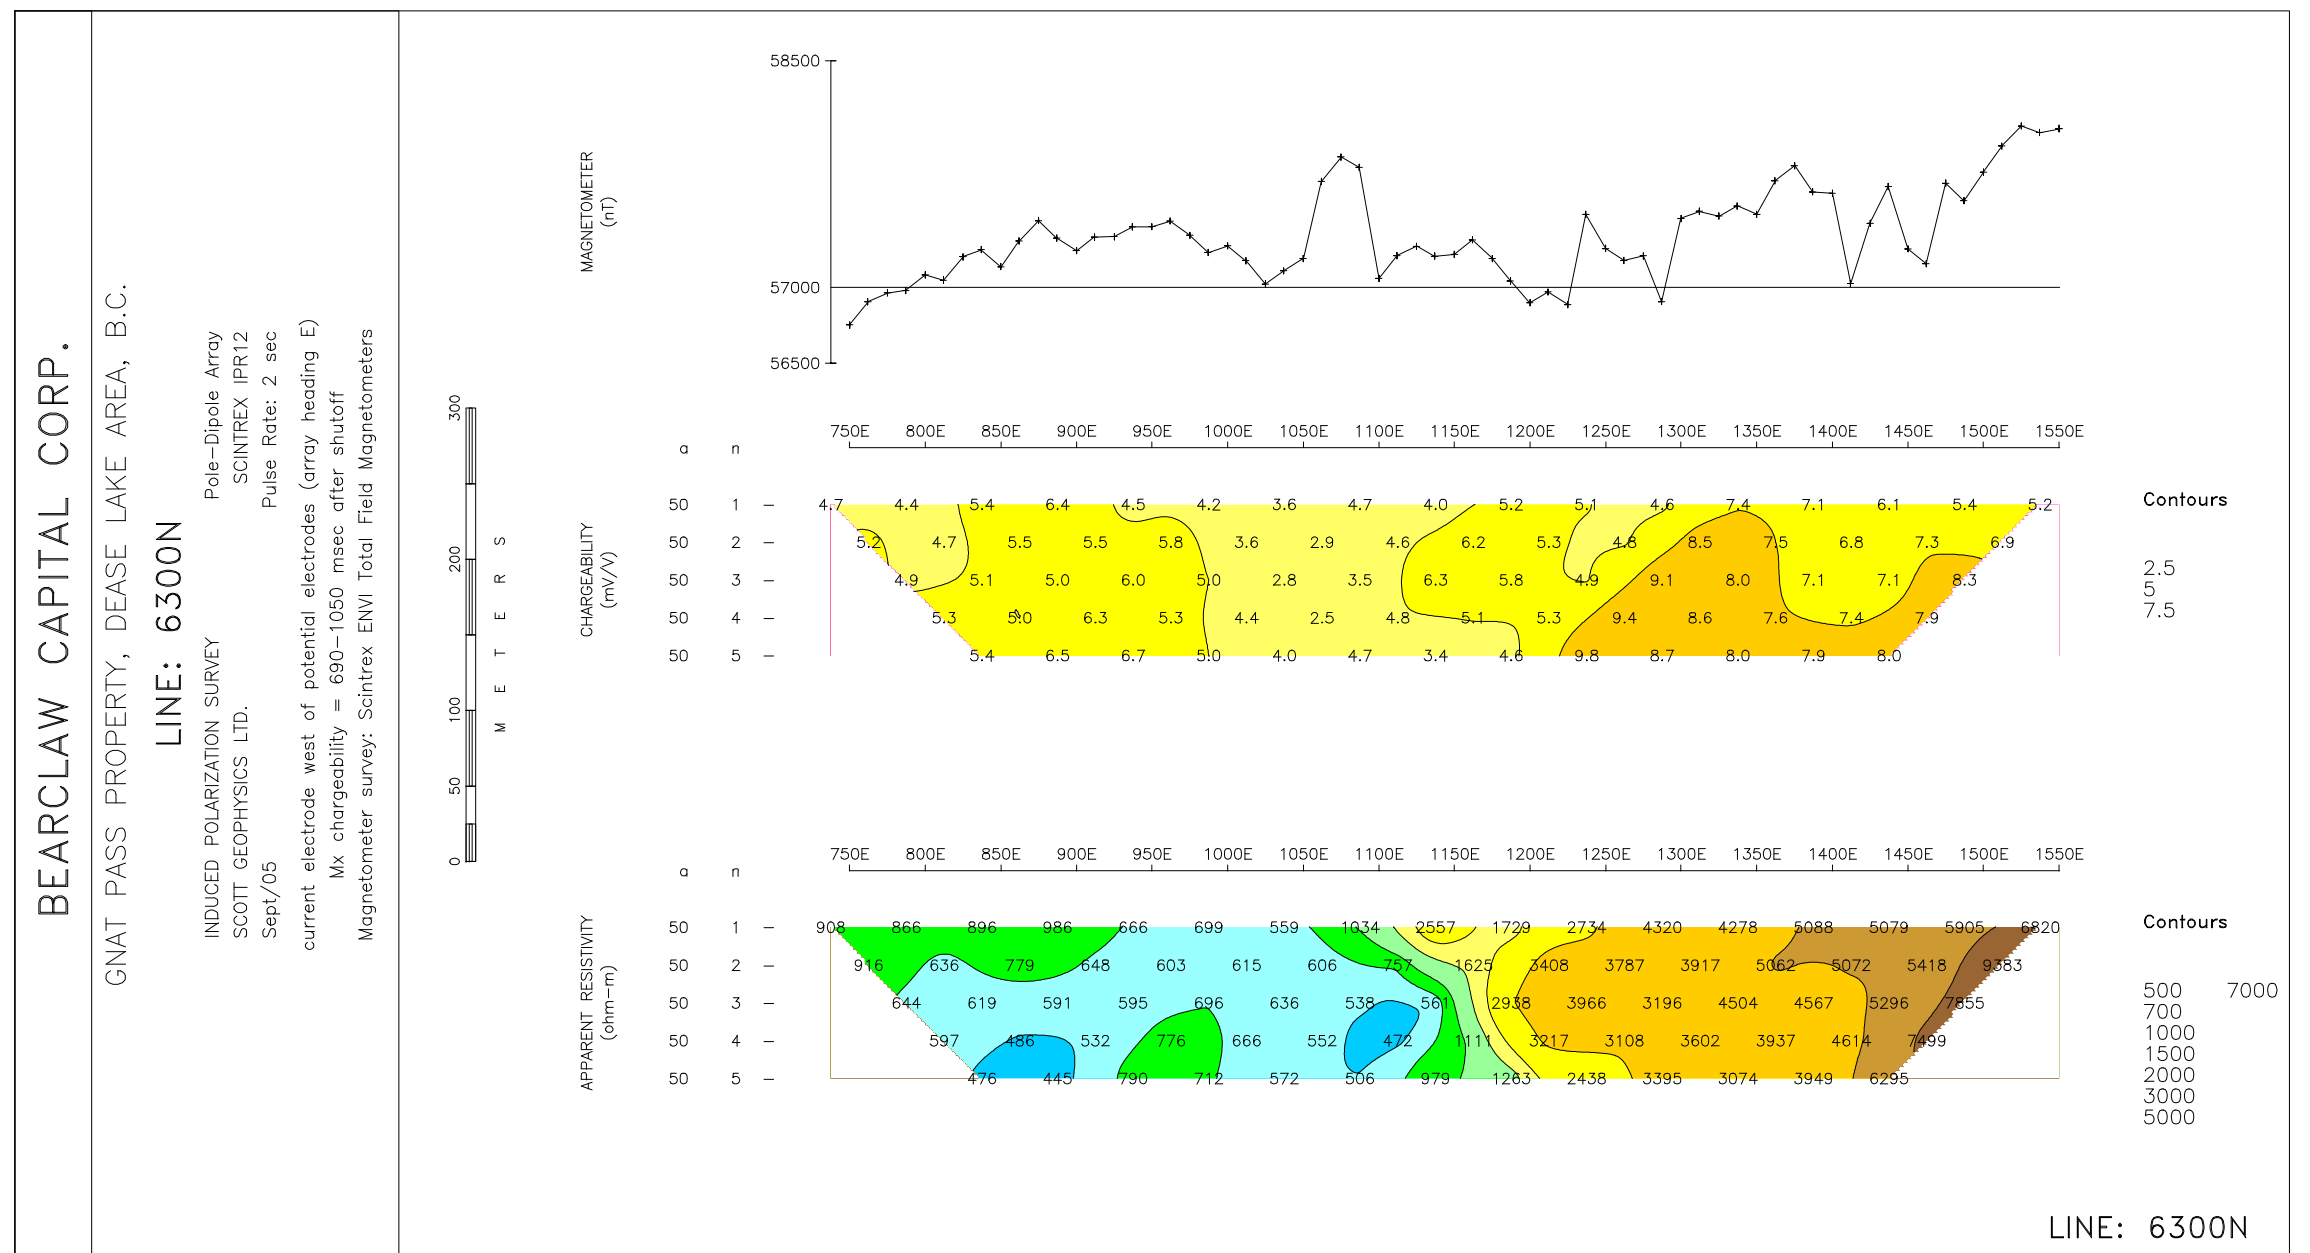 BEARCLAW CAPITAL CORP.
GNAT PASS PROPERTY, DEASE LAKE AREA, B.C.
LINE: 6300N
INDUCED POLARIZATION SURVEY Pole-Dipole Array
SCOTT GEOPHYSICS LTD. SCINTREX IPR12
Sept/05 Pulse Rate: 2 sec
current electrode west of potential electrodes (array heading E)
Mx chargeability = 690-1050 msec after shutoff
Magnetometer survey: Scintrex ENVI Total Field Magnetometers
0 50 100 200 300
METERS
MAGNETOMETER
(nT)
58500
57000
56500
750E 800E 850E 900E 950E 1000E 1050E 1100E 1150E 1200E 1250E 1300E 1350E 1400E 1450E 1500E 1550E
a n
CHARGEABILITY
(mV/V)
50 1 - 4.7 4.4 5.4 6.4 4.5 4.2 3.6 4.7 4.0 5.2 5.1 4.6 7.4 7.1 6.1 5.4 5.2
50 2 - 5.2 4.7 5.5 5.5 5.8 3.6 2.9 4.6 6.2 5.3 4.8 8.5 7.5 6.8 7.3 6.9
50 3 - 4.9 5.1 5.0 6.0 5.0 2.8 3.5 6.3 5.8 4.9 9.1 8.0 7.1 7.1 8.3
50 4 - 5.3 5.0 6.3 5.3 4.4 2.5 4.8 5.1 5.3 9.4 8.6 7.6 7.4 7.9
50 5 - 5.4 6.5 6.7 5.0 4.0 4.7 3.4 4.6 9.8 8.7 8.0 7.9 8.0
Contours
2.5
5
7.5
750E 800E 850E 900E 950E 1000E 1050E 1100E 1150E 1200E 1250E 1300E 1350E 1400E 1450E 1500E 1550E
a n
APPARENT RESISTIVITY
(ohm-m)
50 1 - 908 866 896 986 666 699 559 1034 2557 1729 2734 4320 4278 5088 5079 5905 6820
50 2 - 916 636 779 648 603 615 606 757 1625 3408 3787 3917 5062 5072 5418 9383
50 3 - 644 619 591 595 696 636 538 561 2938 3966 3196 4504 4567 5296 7855
50 4 - 597 486 532 776 666 552 472 1111 3217 3108 3602 3937 4614 7499
50 5 - 476 445 790 712 572 506 979 1263 2438 3395 3074 3949 6295
Contours
500 7000
700
1000
1500
2000
3000
5000
LINE: 6300N